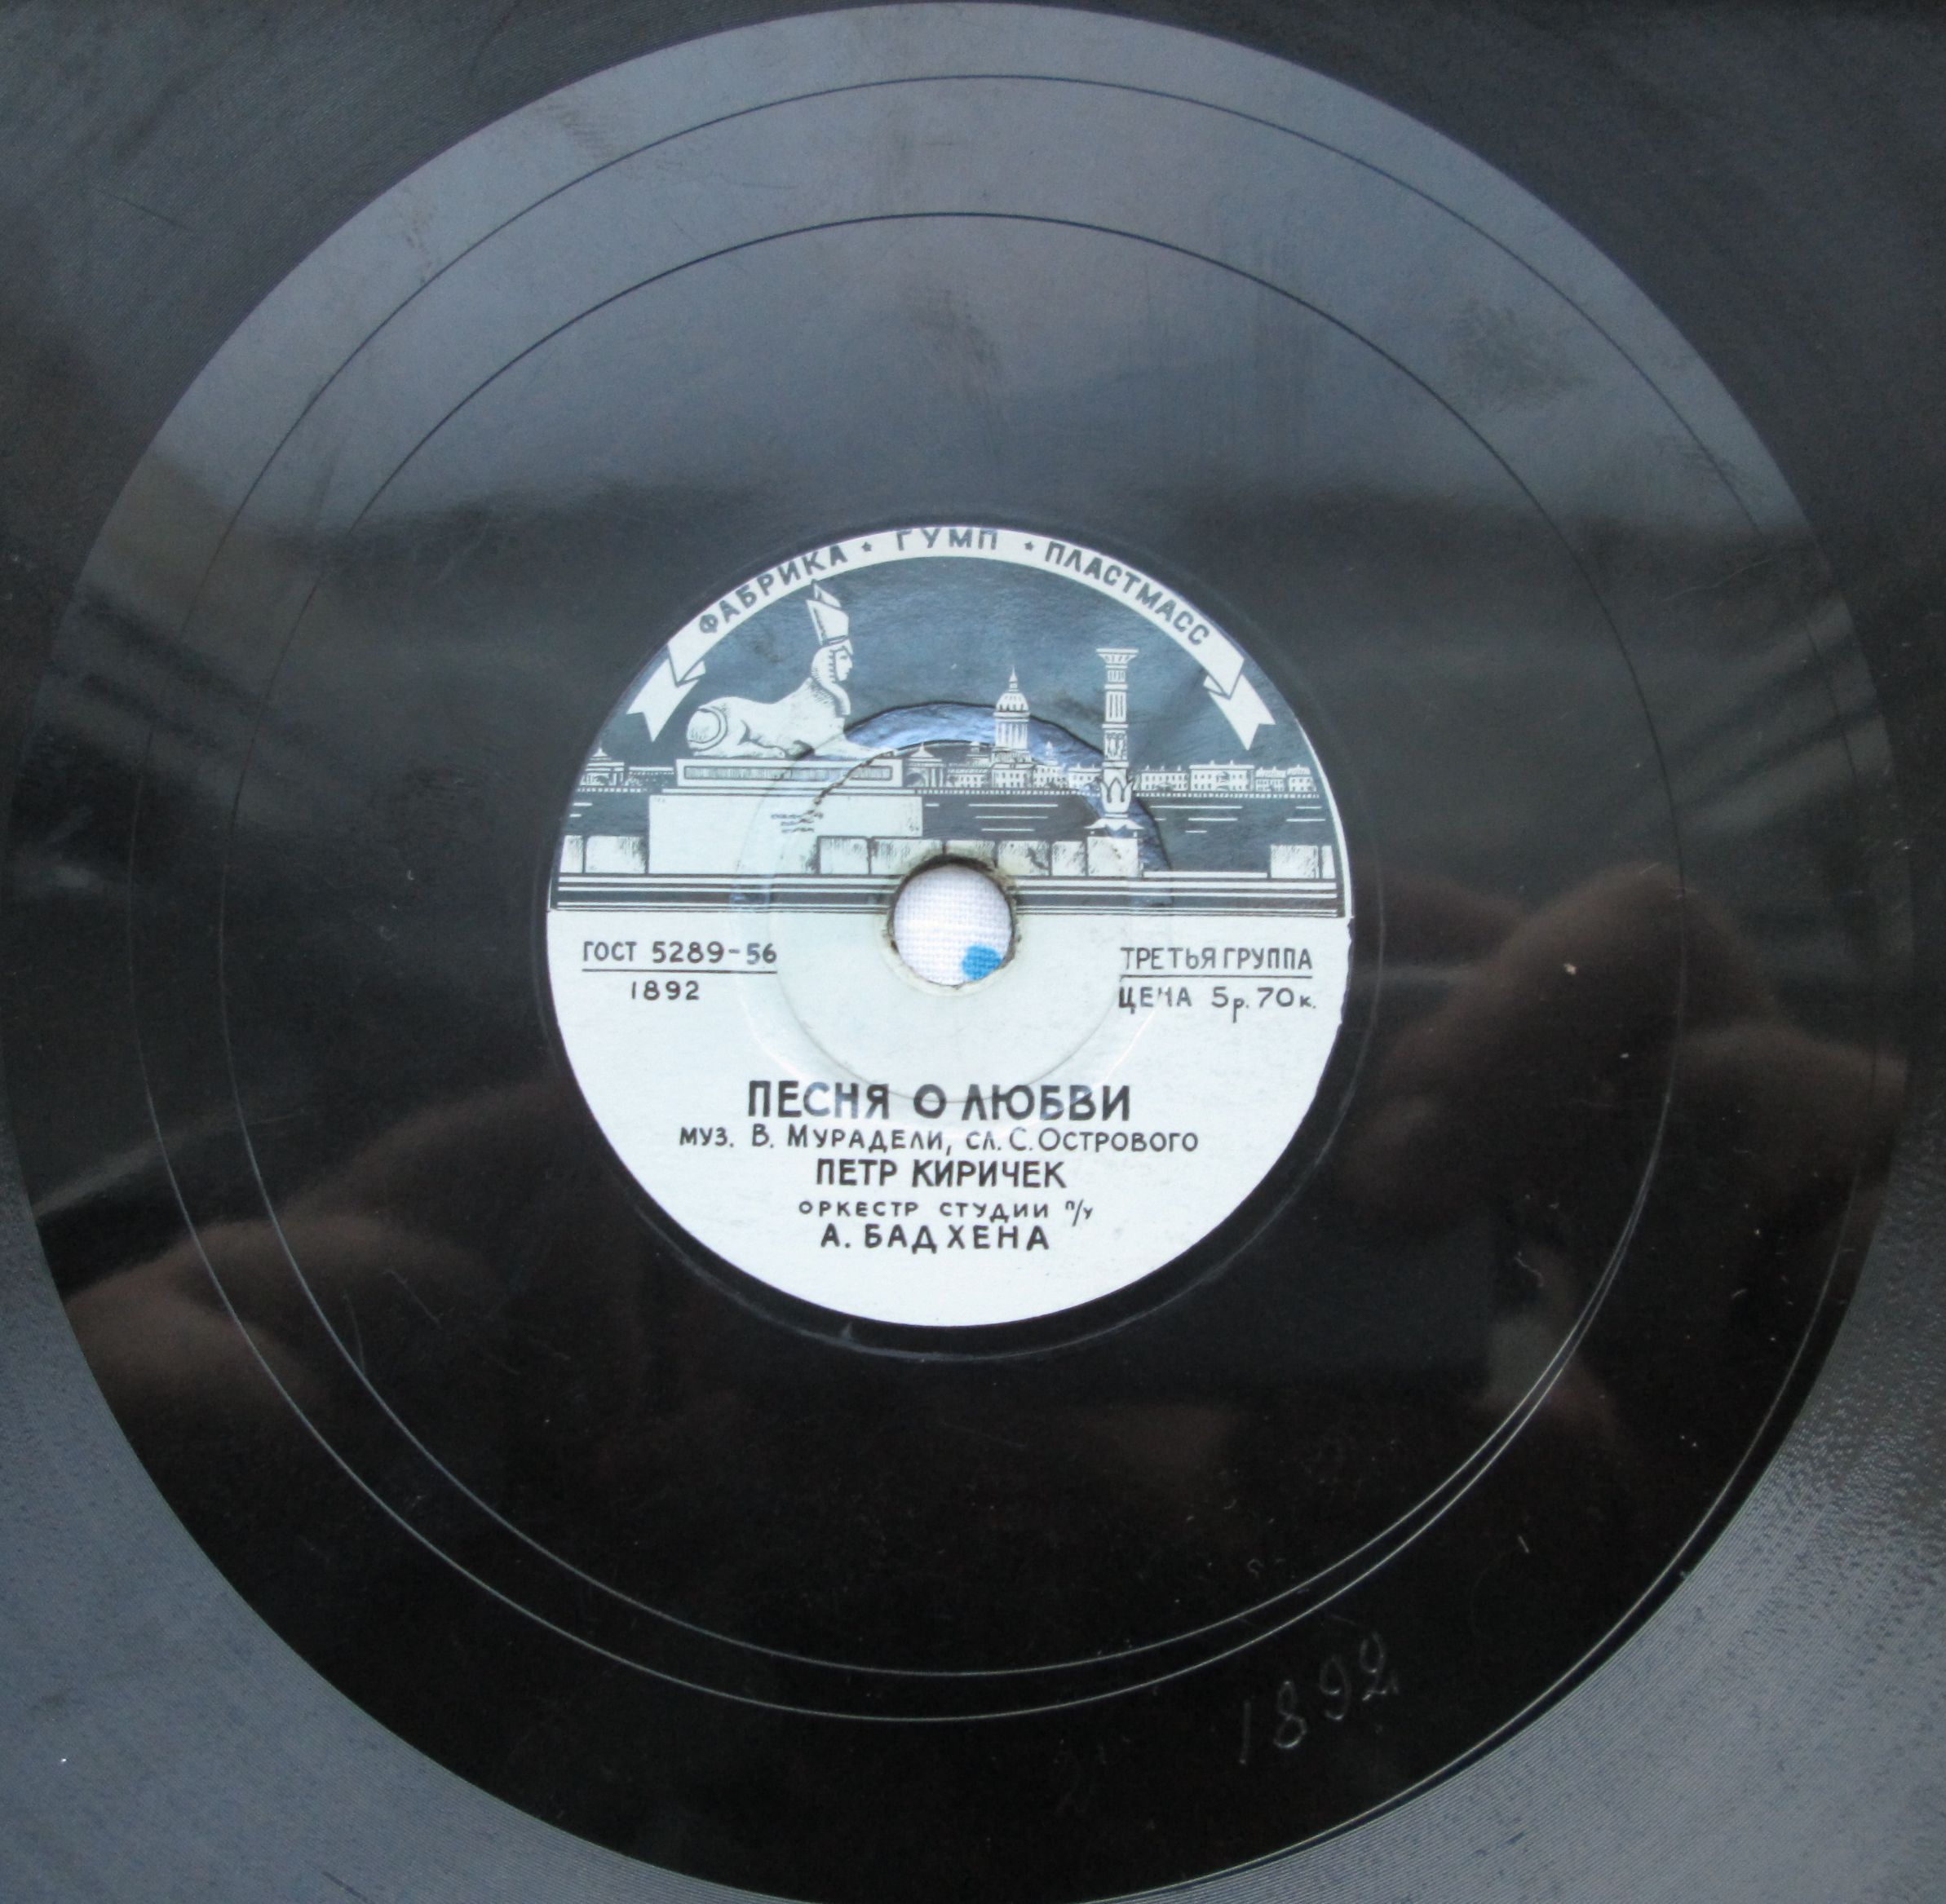 ФАБРИКА * ГУМП * ПЛАСТМАСС
ГОСТ 5289-56
1892
ТРЕТЬЯ ГРУППА
ЦЕНА 5р. 70к.
ПЕСНЯ О ЛЮБВИ
МУЗ. В. МУРАДЕЛИ, СЛ. С. ОСТРОВОГО
ПЕТР КИРИЧЕК
ОРКЕСТР СТУДИИ П/У
А. БАДХЕНА
1892